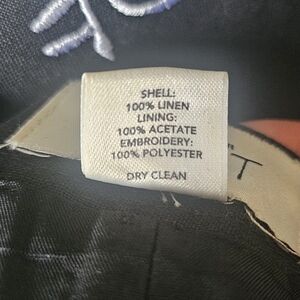 SHELL:
100% LINEN
LINING:
100% ACETATE
EMBROIDERY:
100% POLYESTER
DRY CLEAN
T